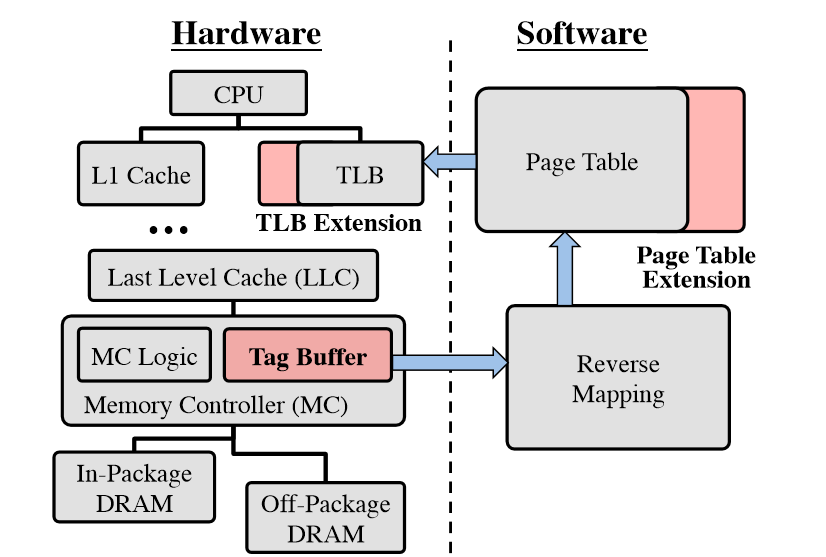 Hardware
Software
CPU
L1 Cache
TLB
TLB Extension
Page Table
Page Table
Extension
Last Level Cache (LLC)
MC Logic
Tag Buffer
Memory Controller (MC)
Reverse
Mapping
In-Package
DRAM
Off-Package
DRAM